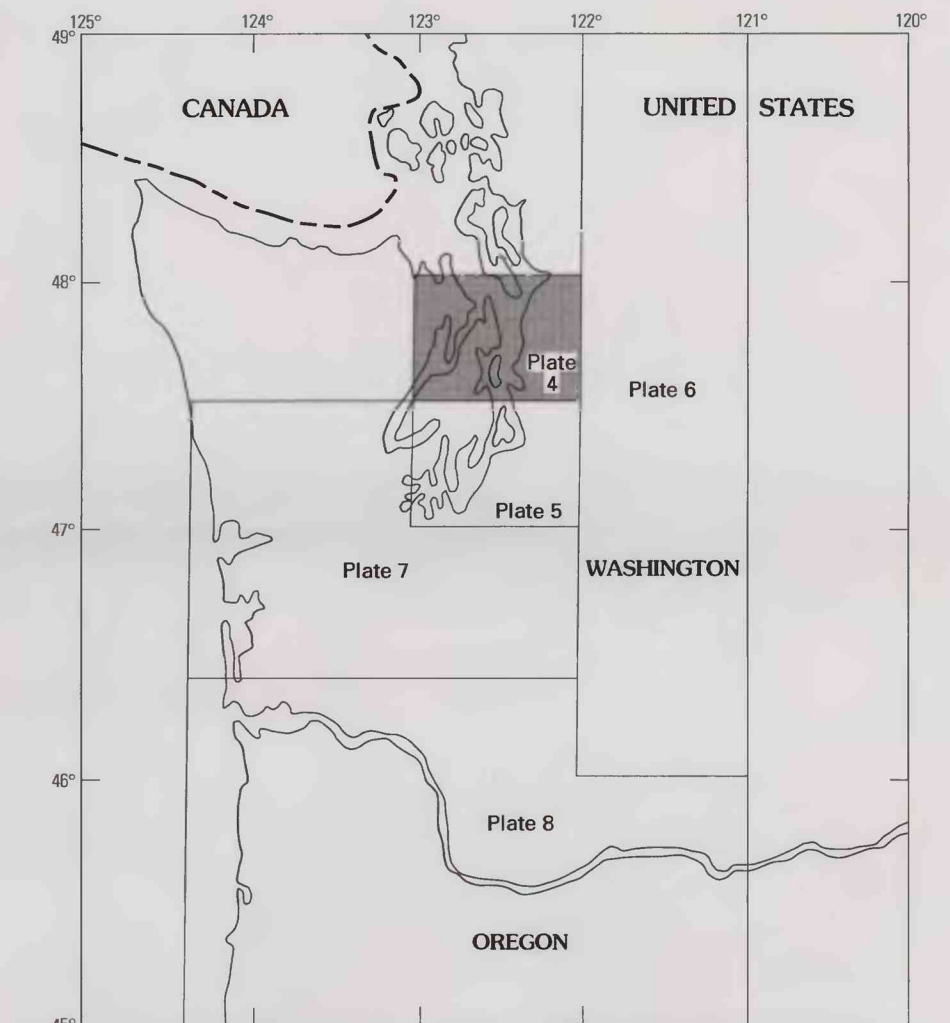 125° 124° 123° 122° 121° 120°
49°
CANADA
UNITED STATES
48°
Plate
4
Plate 6
Plate 5
47°
Plate 7
WASHINGTON
46°
Plate 8
OREGON
45°